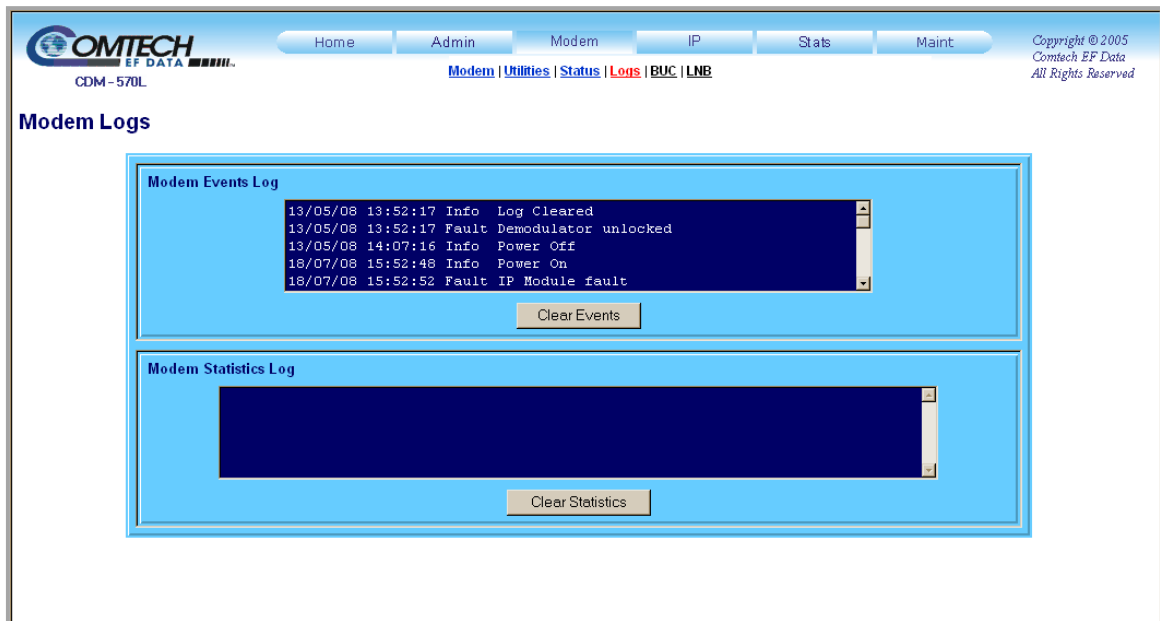 COMTECH
EF DATA
CDM-570L
Home Admin Modem IP Stats Maint
Modem | Utilities | Status | Logs | BUC | LNB
Copyright © 2005
Comtech EF Data
All Rights Reserved
Modem Logs
Modem Events Log
13/05/08 13:52:17 Info Log Cleared
13/05/08 13:52:17 Fault Demodulator unlocked
13/05/08 14:07:16 Info Power Off
18/07/08 15:52:48 Info Power On
18/07/08 15:52:52 Fault IP Module fault
Clear Events
Modem Statistics Log
Clear Statistics